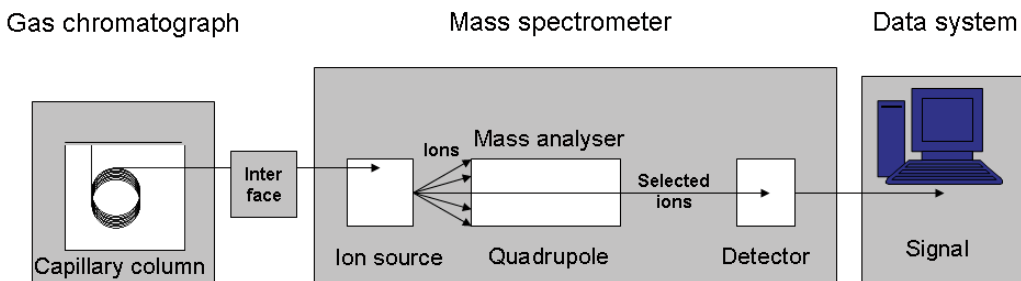 Gas chromatograph
Mass spectrometer
Data system
Inter
face
Ions
Mass analyser
Selected
ions
Capillary column
Ion source
Quadrupole
Detector
Signal